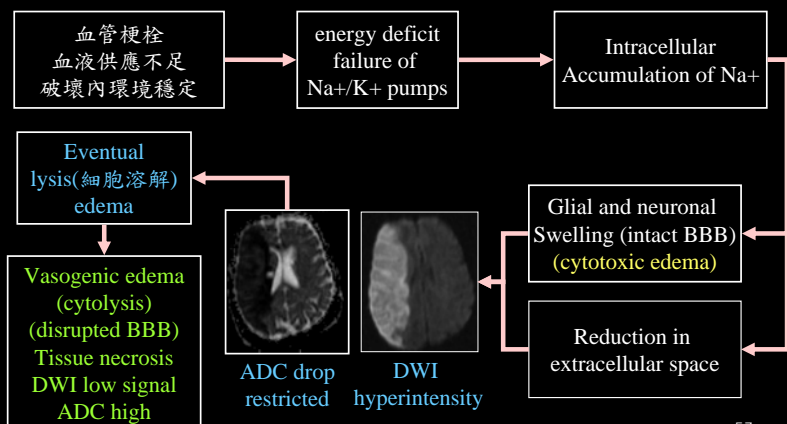 血管梗栓
血液供應不足
破壞內環境穩定
energy deficit
failure of
Na+/K+ pumps
Intracellular
Accumulation of Na+
Glial and neuronal
Swelling (intact BBB)
(cytotoxic edema)
Reduction in
extracellular space
DWI
hyperintensity
ADC drop
restricted
Eventual
lysis(細胞溶解)
edema
Vasogenic edema
(cytolysis)
(disrupted BBB)
Tissue necrosis
DWI low signal
ADC high